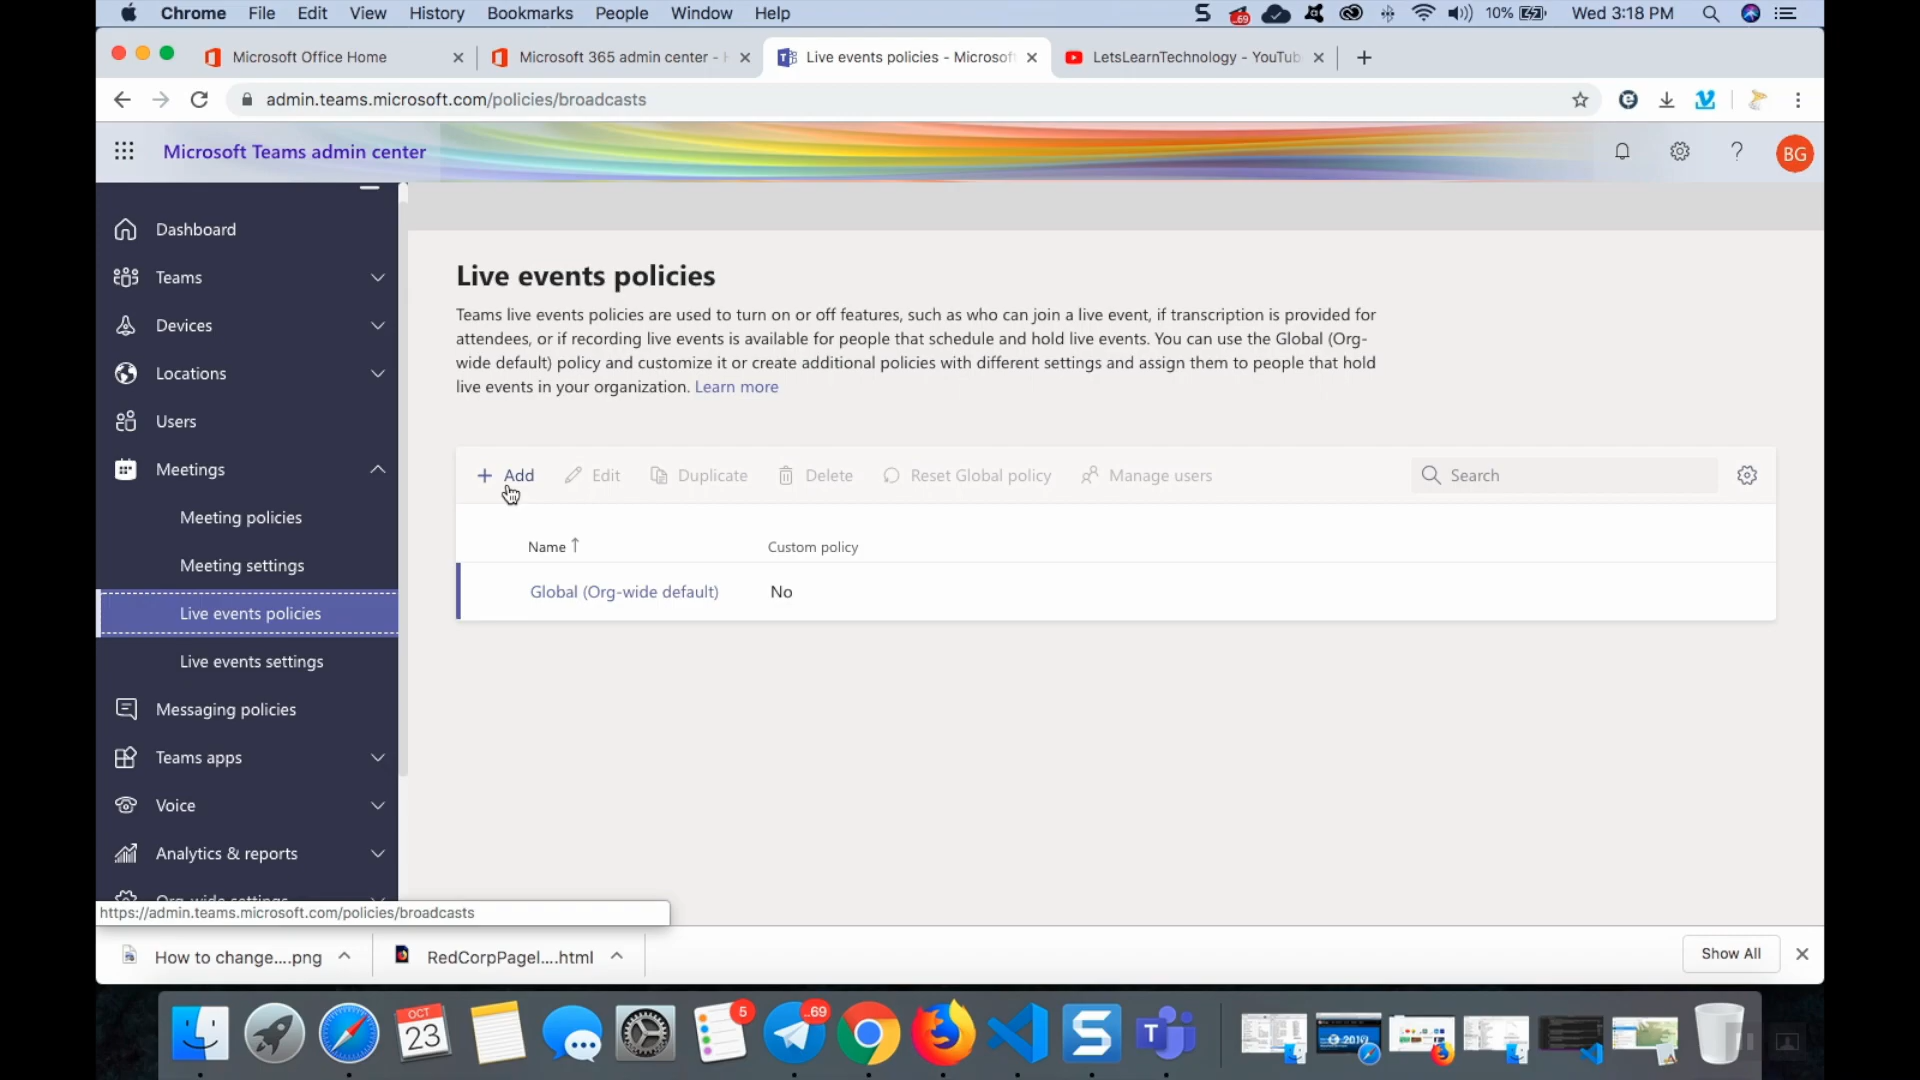 Chrome File Edit View History Bookmarks People Window Help
.69 10% Wed 3:18 PM
Microsoft Office Home
Microsoft 365 admin center - H
Live events policies - Microsoft
LetsLearnTechnology - YouTub
admin.teams.microsoft.com/policies/broadcasts
Microsoft Teams admin center
BG
Dashboard
Teams
Devices
Locations
Users
Meetings
Meeting policies
Meeting settings
Live events policies
Live events settings
Messaging policies
Teams apps
Voice
Analytics & reports
Org-wide settings
Live events policies
Teams live events policies are used to turn on or off features, such as who can join a live event, if transcription is provided for
attendees, or if recording live events is available for people that schedule and hold live events. You can use the Global (Org-
wide default) policy and customize it or create additional policies with different settings and assign them to people that hold
live events in your organization. Learn more
Add Edit Duplicate Delete Reset Global policy Manage users Search
Name Custom policy
Global (Org-wide default) No
https://admin.teams.microsoft.com/policies/broadcasts
How to change....png
RedCorpPageI....html
Show All
OCT
23
5
..69
S
T